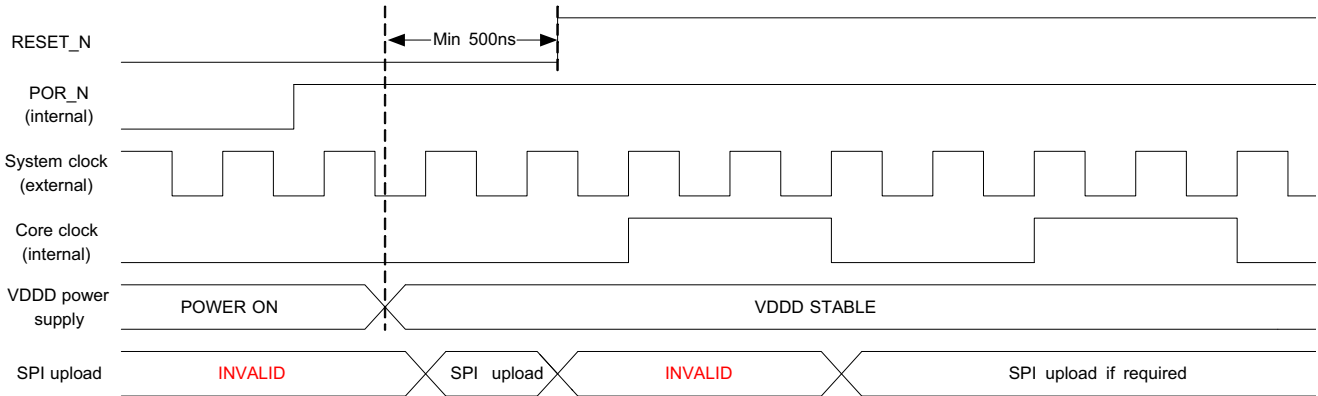 RESET_N
Min 500ns
POR_N
(internal)
System clock
(external)
Core clock
(internal)
VDDD power
supply
POWER ON
VDDD STABLE
SPI upload
INVALID
SPI upload
INVALID
SPI upload if required